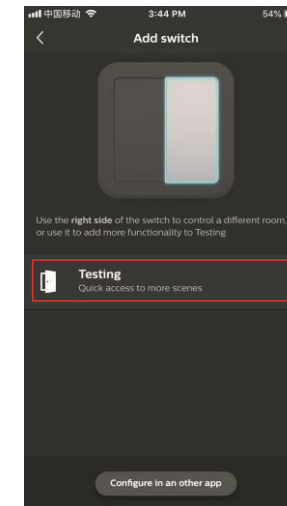 中国移动 3:44 PM 54%
Add switch
Use the right side of the switch to control a different room,
or use it to add more functionality to Testing
Testing
Quick access to more scenes
Configure in an other app